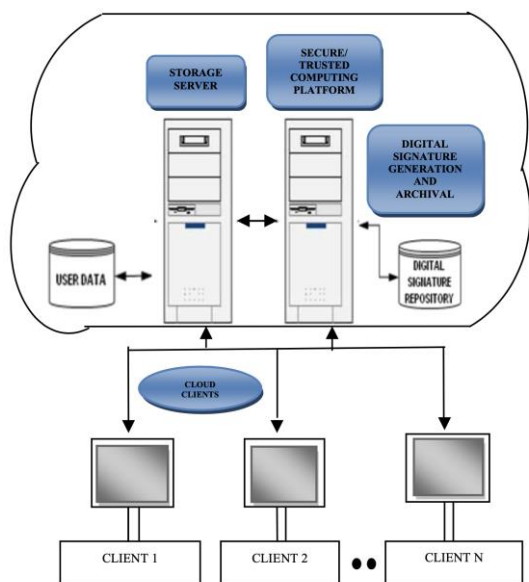 STORAGE
SERVER
SECURE/
TRUSTED
COMPUTING
PLATFORM
DIGITAL
SIGNATURE
GENERATION
AND
ARCHIVAL
USER DATA
DIGITAL
SIGNATURE
REPOSITORY
CLOUD
CLIENTS
CLIENT 1
CLIENT 2
CLIENT N